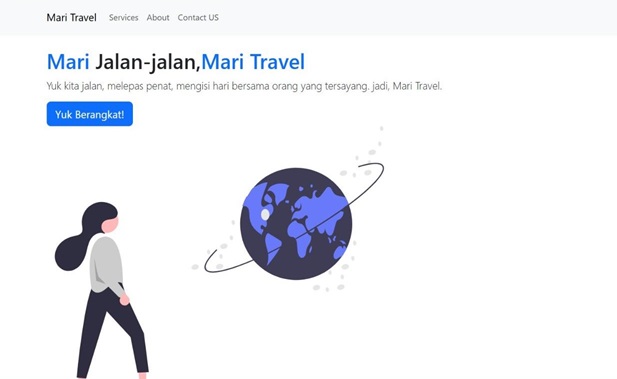 Mari Travel Services About Contact US
Mari Jalan-jalan,Mari Travel
Yuk kita jalan, melepas penat, mengisi hari bersama orang yang tersayang. jadi, Mari Travel.
Yuk Berangkat!